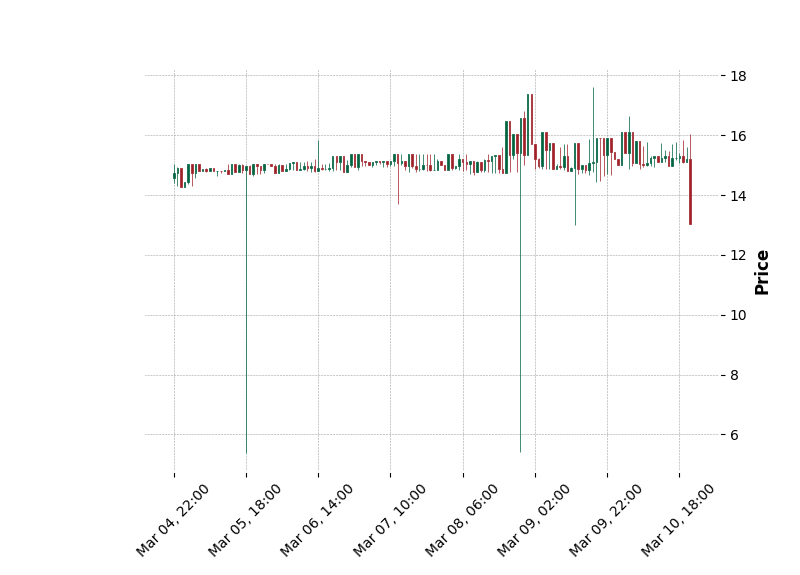 18
16
14
12
10
8
6
Price
Mar 04, 22:00
Mar 05, 18:00
Mar 06, 14:00
Mar 07, 10:00
Mar 08, 06:00
Mar 09, 02:00
Mar 09, 22:00
Mar 10, 18:00